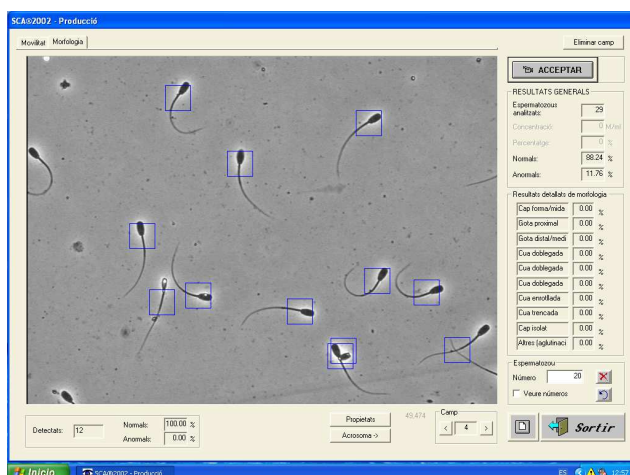 SCA®2002 - Producció
Movilitat Morfologia
Eliminar camp
ACCEPTAR
RESULTATS GENERALS
Espermatozous analitzats: 29
Concentració: 0 M/ml
Percentatge: 0 %
Normals: 88.24 %
Anormals: 11.76 %
Resultats detallats de morfologia
Cap forma/mida 0.00 %
Gota proximal 0.00 %
Gota distal/medi 0.00 %
Cua doblegada 0.00 %
Cua doblegada 0.00 %
Cua doblegada 0.00 %
Cua enrotllada 0.00 %
Cua trencada 0.00 %
Cap isolat 0.00 %
Altres (aglutinaci 0.00 %
Espermatozou
Número 20
Veure números
Detectats: 12
Normals: 100.00 %
Anormals: 0.00 %
Propietats
Acrosoma ->
49,474
Camp
< 4 >
Sortir
Inicio SCA®2002 - Producció ES 12:57